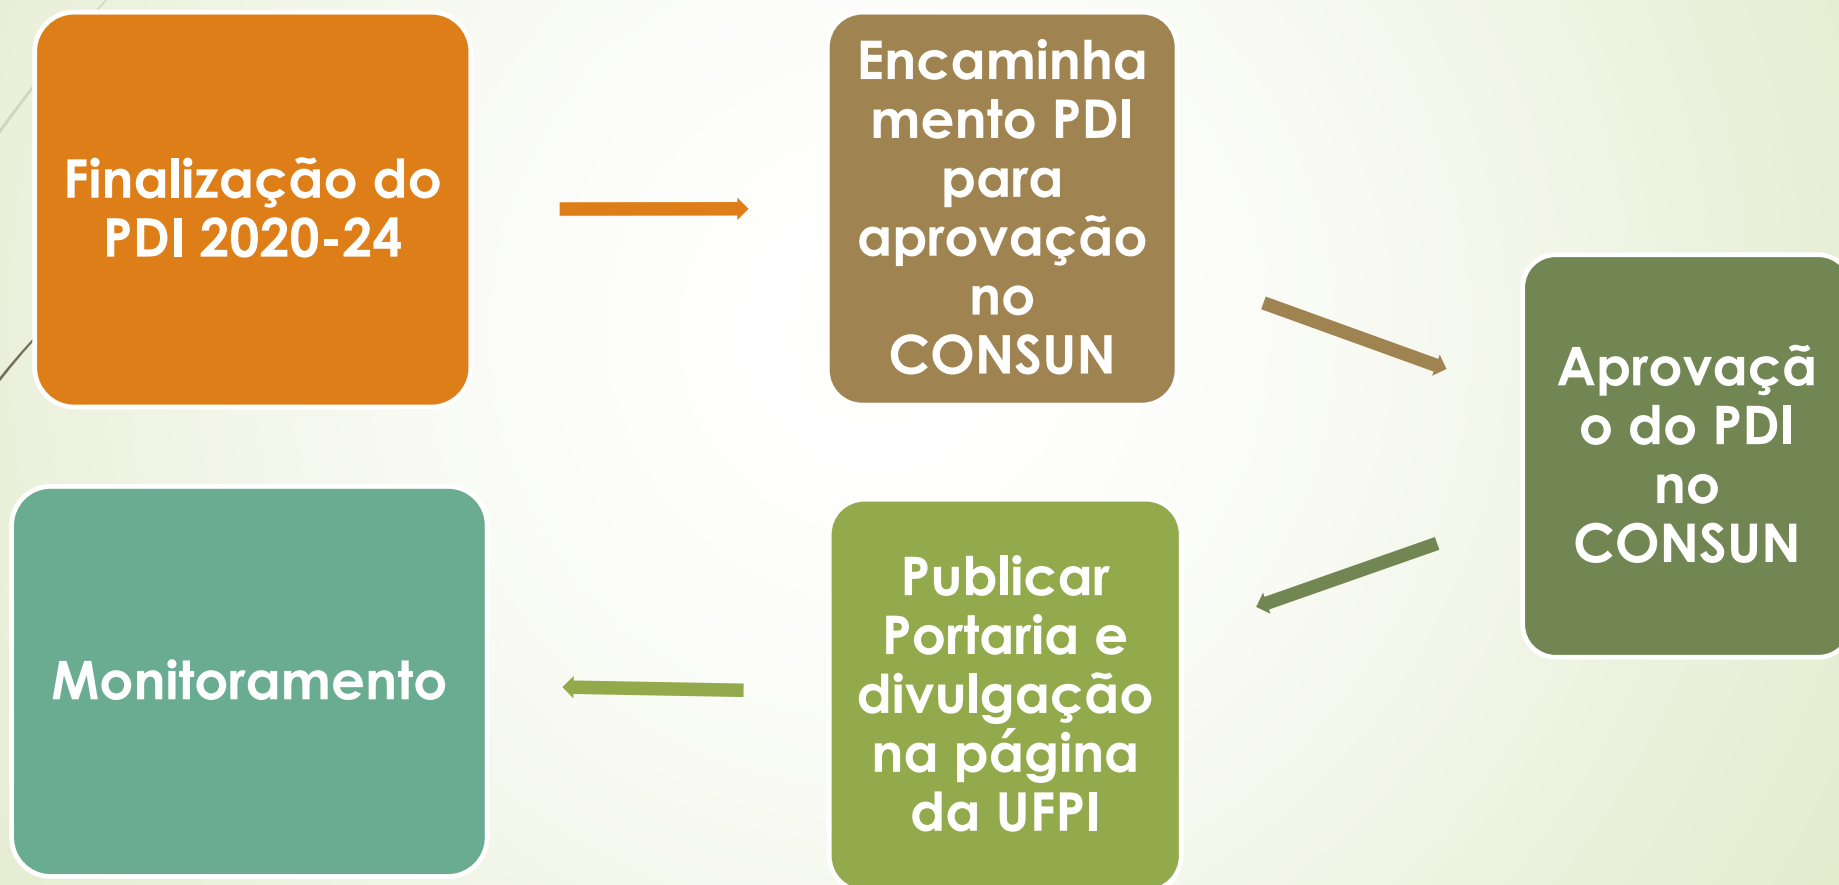 Finalização do
PDI 2020-24
Encaminha
mento PDI
para
aprovação
no
CONSUN
Aprovaçã
o do PDI
no
CONSUN
Publicar
Portaria e
divulgação
na página
da UFPI
Monitoramento